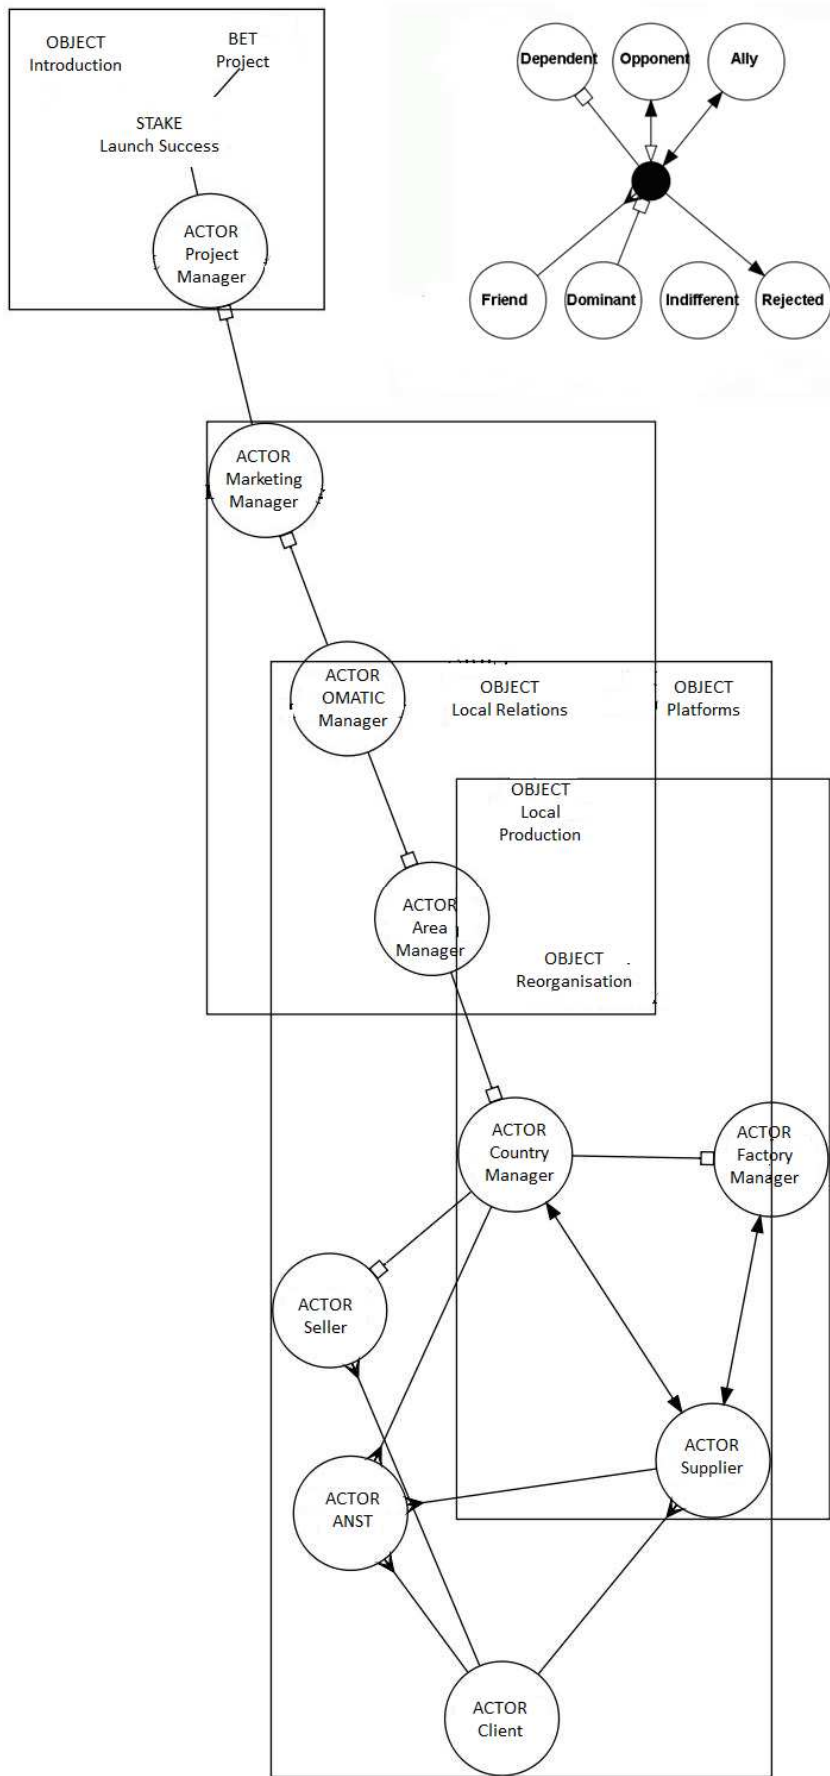 OBJECT
Introduction
BET
Project
STAKE
Launch Success
ACTOR
Project
Manager
Dependent
Opponent
Ally
Friend
Dominant
Indifferent
Rejected
ACTOR
Marketing
Manager
ACTOR
OMATIC
Manager
OBJECT
Local Relations
OBJECT
Platforms
OBJECT
Local
Production
ACTOR
Area
Manager
OBJECT
Reorganisation
ACTOR
Country
Manager
ACTOR
Factory
Manager
ACTOR
Seller
ACTOR
Supplier
ACTOR
ANST
ACTOR
Client